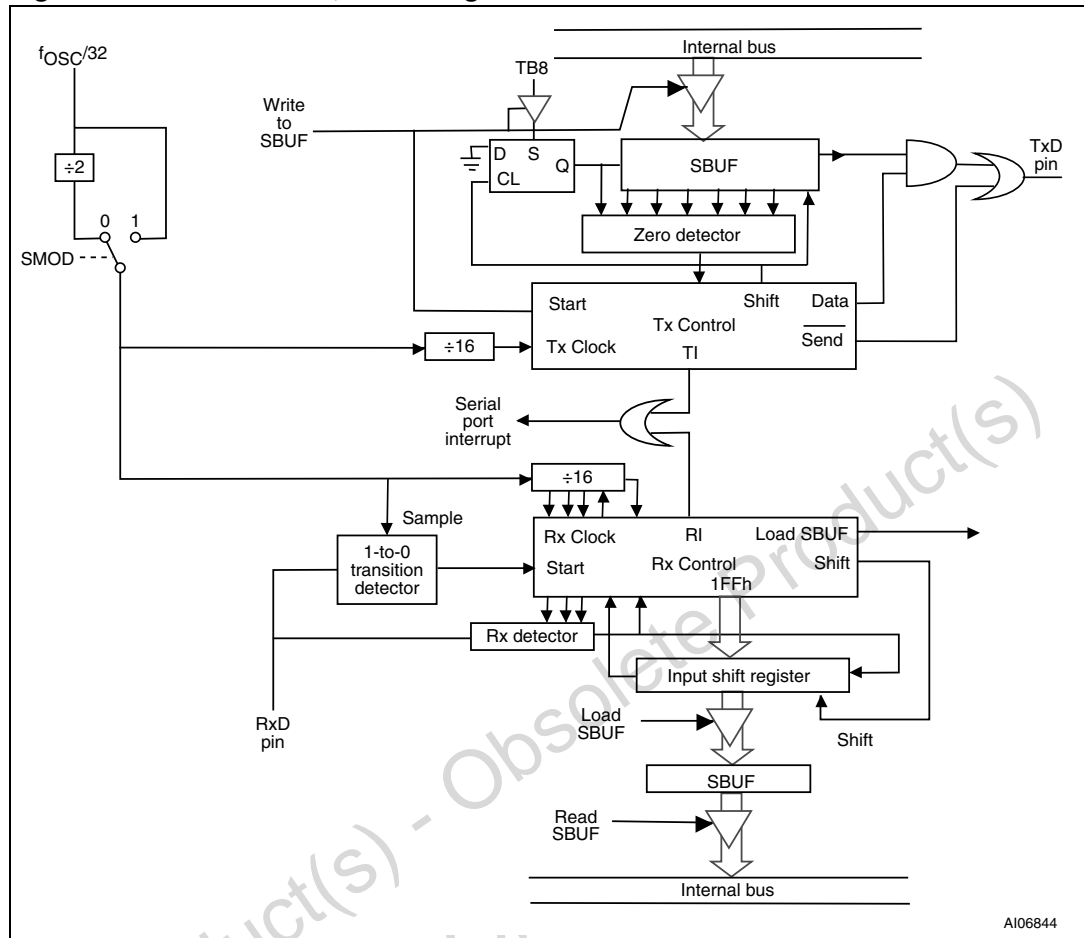 fOSC/32
Internal bus
TB8
Write
to
SBUF
TxD
pin
D S
Q
CL
SBUF
÷2
0 1
SMOD
Zero detector
Start
Shift
Data
Tx Control
Send
Tx Clock
TI
÷16
Serial
port
interrupt
÷16
Sample
Rx Clock
RI
Load SBUF
1-to-0
transition
detector
Start
Rx Control
Shift
1FFh
Rx detector
Input shift register
RxD
pin
Load
SBUF
Shift
SBUF
Read
SBUF
Internal bus
AI06844
Obsolete Product(s)